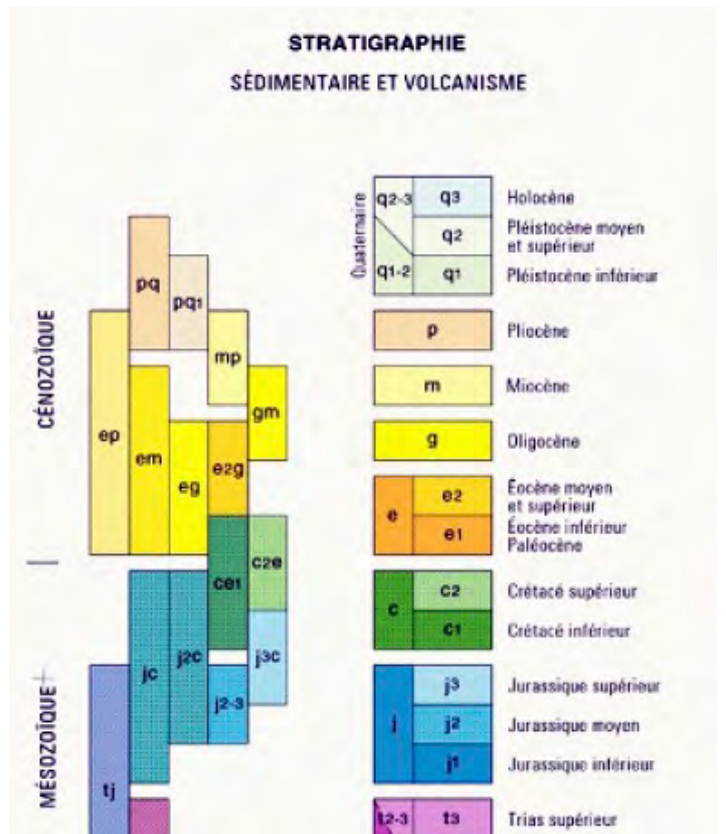 STRATIGRAPHIE
SÉDIMENTAIRE ET VOLCANISME
CÉNOZOÏQUE
MÉSOZOÏQUE
pq
pq1
mp
gm
ep
em
eg
e2g
ce1
c2e
jc
j2c
j2-3
j3c
tj
Quaternaire
q2-3
q3
Holocène
q2
Pléistocène moyen
et supérieur
q1-2
q1
Pléistocène inférieur
p
Pliocène
m
Miocène
g
Oligocène
e
e2
Éocène moyen
et supérieur
e1
Éocène inférieur
Paléocène
c
c2
Crétacé supérieur
c1
Crétacé inférieur
j
j3
Jurassique supérieur
j2
Jurassique moyen
j1
Jurassique inférieur
t2-3
t3
Trias supérieur